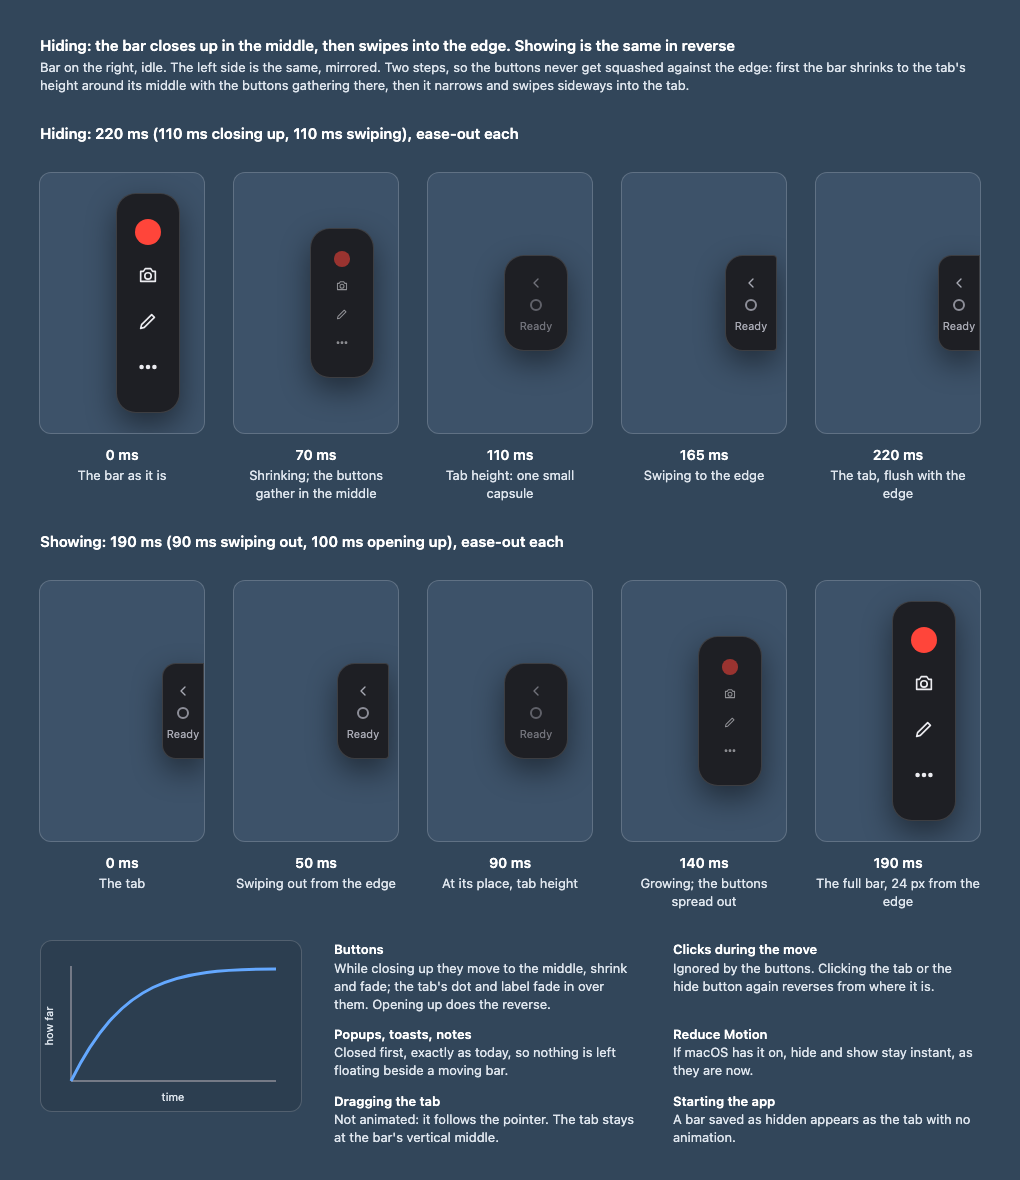 Hiding: the bar closes up in the middle, then swipes into the edge. Showing is the same in reverse
Bar on the right, idle. The left side is the same, mirrored. Two steps, so the buttons never get squashed against the edge: first the bar shrinks to the tab's
height around its middle with the buttons gathering there, then it narrows and swipes sideways into the tab.
Hiding: 220 ms (110 ms closing up, 110 ms swiping), ease-out each
Ready
Ready
Ready
0 ms
The bar as it is
70 ms
Shrinking; the buttons
gather in the middle
110 ms
Tab height: one small
capsule
165 ms
Swiping to the edge
220 ms
The tab, flush with the
edge
Showing: 190 ms (90 ms swiping out, 100 ms opening up), ease-out each
Ready
Ready
Ready
0 ms
The tab
50 ms
Swiping out from the edge
90 ms
At its place, tab height
140 ms
Growing; the buttons
spread out
190 ms
The full bar, 24 px from the
edge
how far
time
Buttons
While closing up they move to the middle, shrink
and fade; the tab's dot and label fade in over
them. Opening up does the reverse.
Clicks during the move
Ignored by the buttons. Clicking the tab or the
hide button again reverses from where it is.
Popups, toasts, notes
Closed first, exactly as today, so nothing is left
floating beside a moving bar.
Reduce Motion
If macOS has it on, hide and show stay instant, as
they are now.
Dragging the tab
Not animated: it follows the pointer. The tab stays
at the bar's vertical middle.
Starting the app
A bar saved as hidden appears as the tab with no
animation.